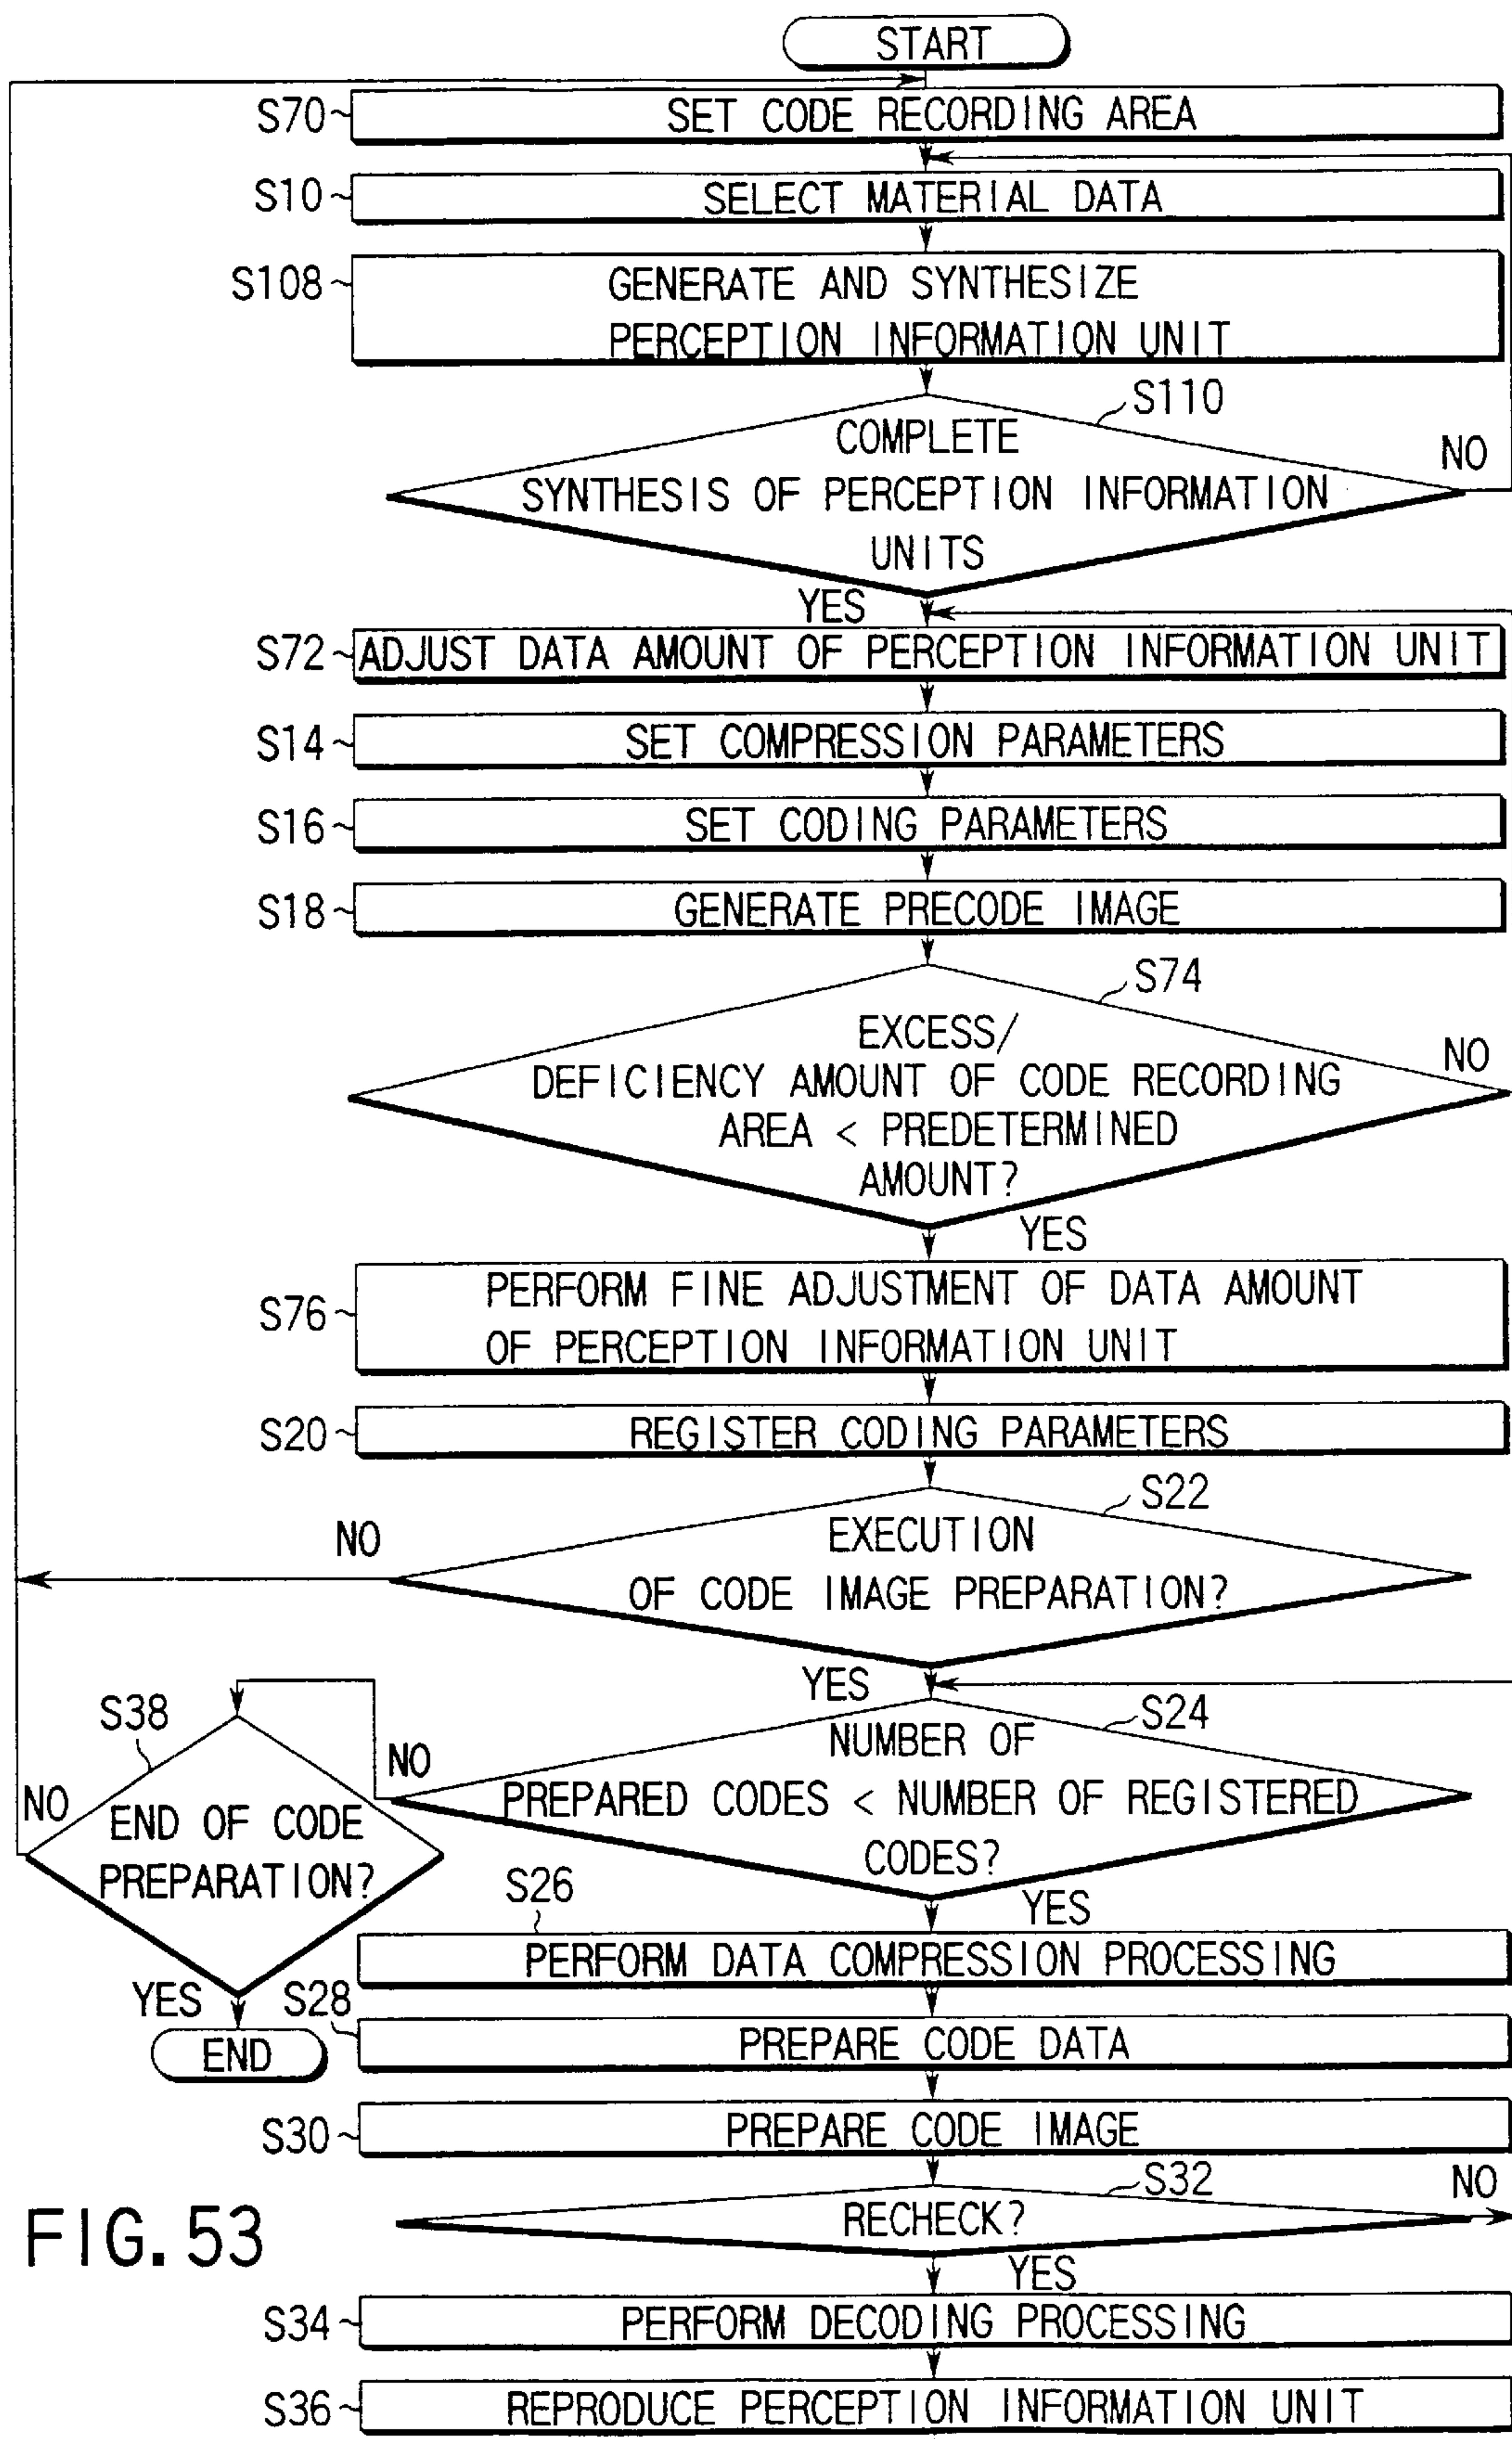 START
S70
SET CODE RECORDING AREA
S10
SELECT MATERIAL DATA
S108
GENERATE AND SYNTHESIZE
PERCEPTION INFORMATION UNIT
S110
COMPLETE
SYNTHESIS OF PERCEPTION INFORMATION
UNITS
NO
YES
S72
ADJUST DATA AMOUNT OF PERCEPTION INFORMATION UNIT
S14
SET COMPRESSION PARAMETERS
S16
SET CODING PARAMETERS
S18
GENERATE PRECODE IMAGE
S74
EXCESS/
DEFICIENCY AMOUNT OF CODE RECORDING
AREA < PREDETERMINED
AMOUNT?
NO
YES
S76
PERFORM FINE ADJUSTMENT OF DATA AMOUNT
OF PERCEPTION INFORMATION UNIT
S20
REGISTER CODING PARAMETERS
S22
EXECUTION
OF CODE IMAGE PREPARATION?
NO
YES
S24
NUMBER OF
PREPARED CODES < NUMBER OF REGISTERED
CODES?
NO
YES
S38
END OF CODE
PREPARATION?
NO
YES
END
S26
PERFORM DATA COMPRESSION PROCESSING
S28
PREPARE CODE DATA
S30
PREPARE CODE IMAGE
S32
RECHECK?
NO
YES
S34
PERFORM DECODING PROCESSING
S36
REPRODUCE PERCEPTION INFORMATION UNIT
FIG. 53